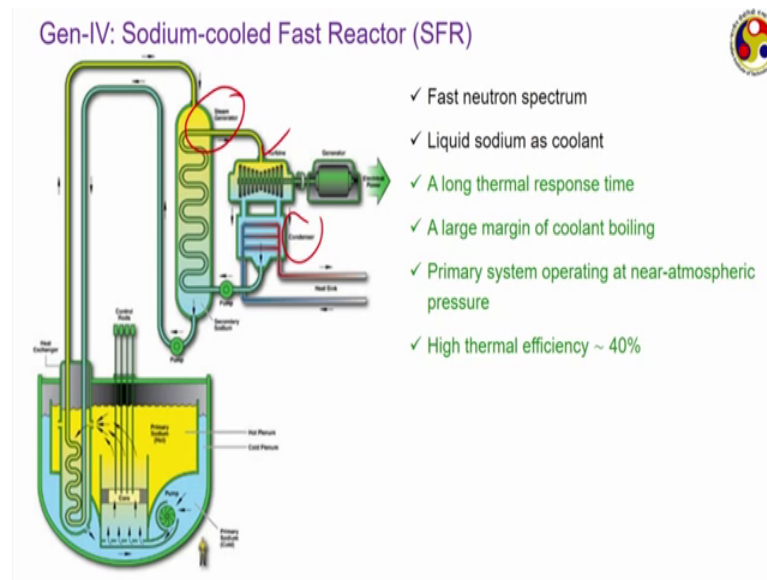 Gen-IV: Sodium-cooled Fast Reactor (SFR)
✓ Fast neutron spectrum
✓ Liquid sodium as coolant
✓ A long thermal response time
✓ A large margin of coolant boiling
✓ Primary system operating at near-atmospheric
pressure
✓ High thermal efficiency ~ 40%
Steam
Generator
Turbine
Generator
Electrical
Power
Condenser
Heat Sink
Pump
Secondary
Sodium
Pump
Control
Rods
Heat
Exchanger
Primary
Sodium
(Hot)
Hot Plenum
Cold Plenum
Core
Pump
Primary
Sodium
(Cold)